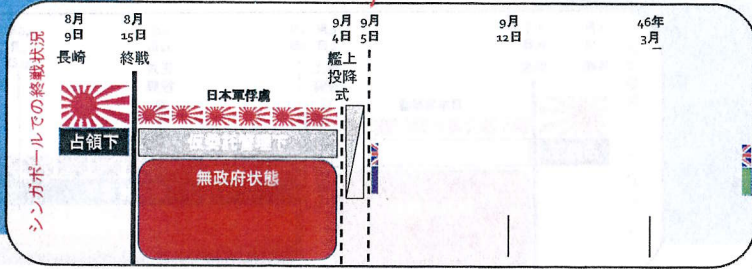 シンガポールでの終戦状況
8月
9日
長崎
8月
15日
終戦
9月
4日
艦上
投降
式
9月
5日
9月
12日
46年
3月
日本軍俘虜
占領下
無政府状態